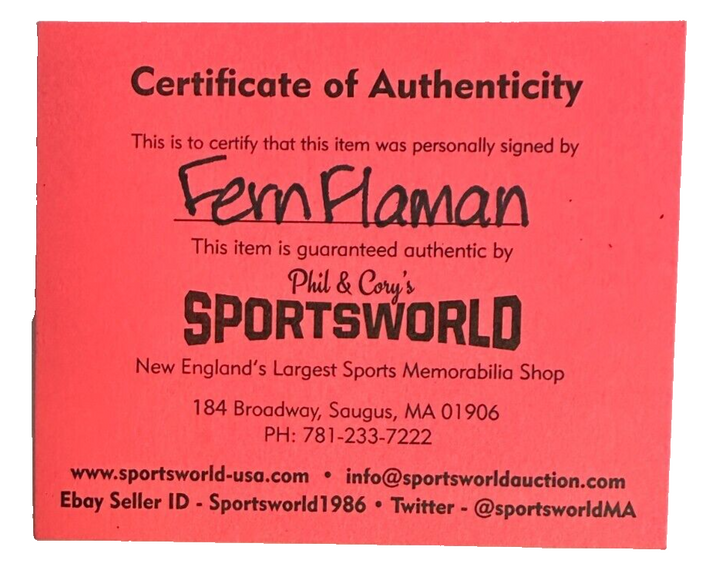 Certificate of Authenticity
This is to certify that this item was personally signed by
Fern Flaman
This item is guaranteed authentic by
Phil & Cory's
SPORTSWORLD
New England's Largest Sports Memorabilia Shop
184 Broadway, Saugus, MA 01906
PH: 781-233-7222
www.sportsworld-usa.com • info@sportsworldauction.com
Ebay Seller ID - Sportsworld1986 • Twitter - @sportsworldMA